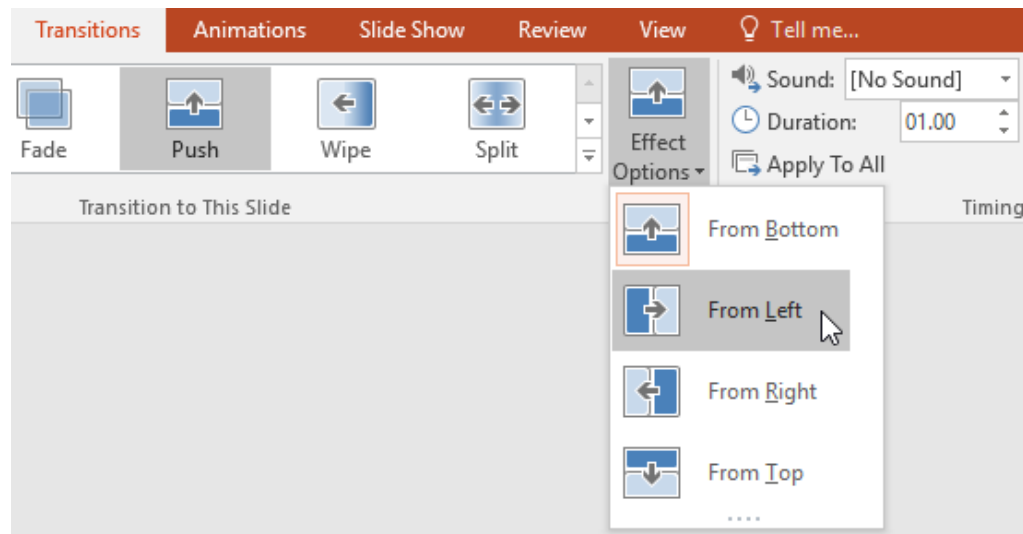 Transitions Animations Slide Show Review View Tell me...
Fade Push Wipe Split
Effect Options
Sound: [No Sound]
Duration: 01.00
Apply To All
Transition to This Slide
Timing
From Bottom
From Left
From Right
From Top